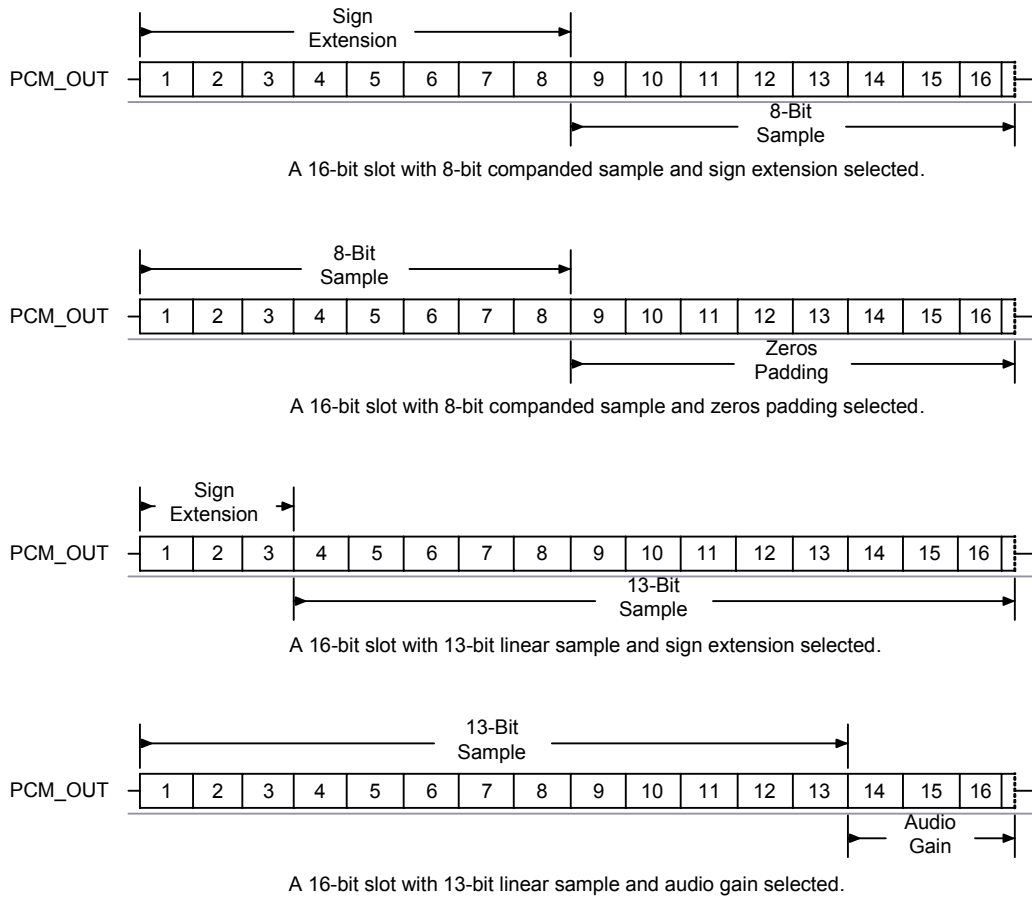 Sign
Extension
PCM_OUT 1 2 3 4 5 6 7 8 9 10 11 12 13 14 15 16
8-Bit
Sample
A 16-bit slot with 8-bit companded sample and sign extension selected.
8-Bit
Sample
PCM_OUT 1 2 3 4 5 6 7 8 9 10 11 12 13 14 15 16
Zeros
Padding
A 16-bit slot with 8-bit companded sample and zeros padding selected.
Sign
Extension
PCM_OUT 1 2 3 4 5 6 7 8 9 10 11 12 13 14 15 16
13-Bit
Sample
A 16-bit slot with 13-bit linear sample and sign extension selected.
13-Bit
Sample
PCM_OUT 1 2 3 4 5 6 7 8 9 10 11 12 13 14 15 16
Audio
Gain
A 16-bit slot with 13-bit linear sample and audio gain selected.